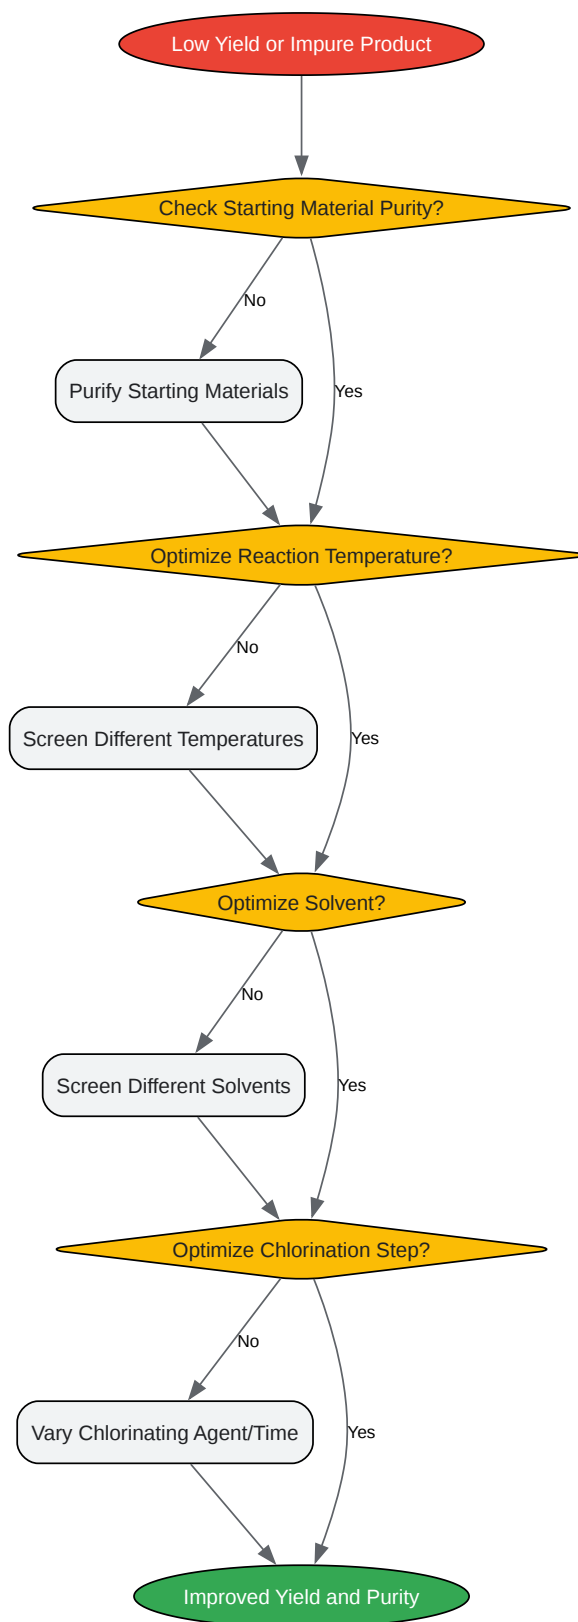 Low Yield or Impure Product
Check Starting Material Purity?
No
Purify Starting Materials
Yes
Optimize Reaction Temperature?
No
Screen Different Temperatures
Yes
Optimize Solvent?
No
Screen Different Solvents
Yes
Optimize Chlorination Step?
No
Vary Chlorinating Agent/Time
Yes
Improved Yield and Purity